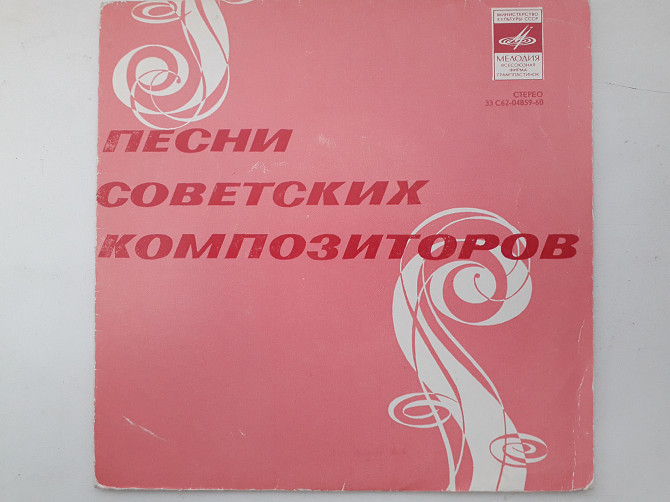 МИНИСТЕРСТВО
КУЛЬТУРЫ СССР
МЕЛОДИЯ
ВСЕСОЮЗНАЯ
ФИРМА
ГРАМПЛАСТИНОК
СТЕРЕО
33 С62-04859-60
ПЕСНИ
СОВЕТСКИХ
КОМПОЗИТОРОВ